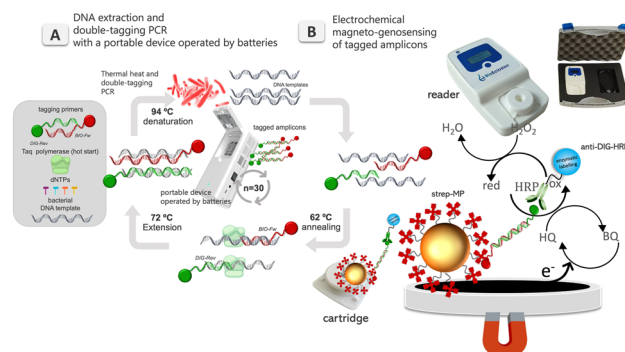 A
DNA extraction and
double-tagging PCR
with a portable device operated by batteries
B
Electrochemical
magneto-genosensing
of tagged amplicons
Thermal heat and
double-tagging
PCR
DNA templates
94 ºC
denaturation
tagging primers
BIO-Fw
DIG-Rev
Taq polymerase (hot start)
dNTPs
bacterial
DNA template
tagged amplicons
portable device
operated by batteries
n=30
72 ºC
Extension
62 ºC
annealing
BIO-Fw
DIG-Rev
reader
H2O
H2O2
anti-DIG-HRP
enzymatic
labeling
red
HRP
ox
strep-MP
HQ
BQ
e-
cartridge